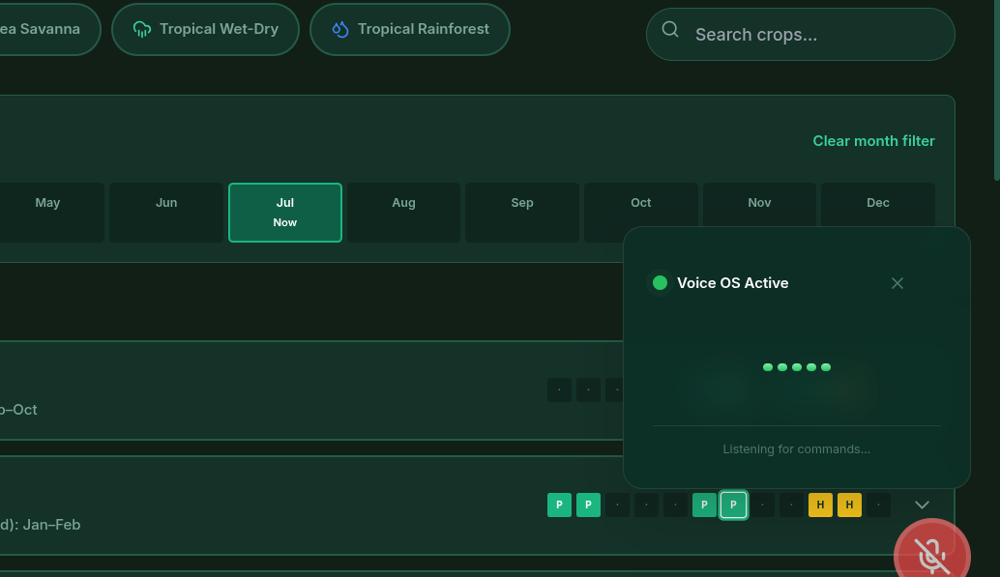 ea Savanna
Tropical Wet-Dry
Tropical Rainforest
Search crops...
Clear month filter
May
Jun
Jul
Now
Aug
Sep
Oct
Nov
Dec
Voice OS Active
Listening for commands...
–Oct
P P · · · P P · · H H ·
d): Jan–Feb